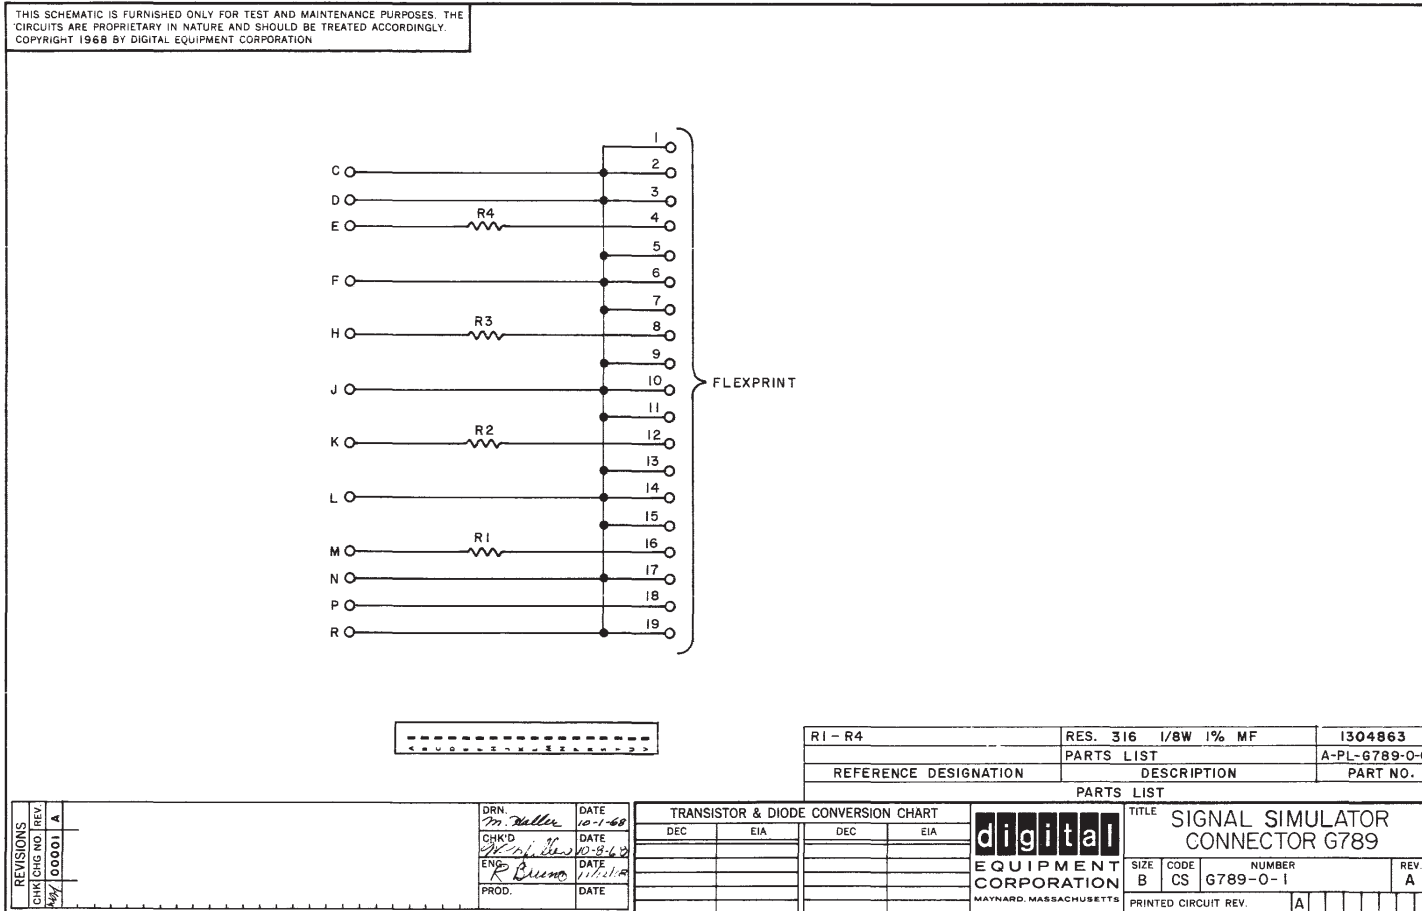 THIS SCHEMATIC IS FURNISHED ONLY FOR TEST AND MAINTENANCE PURPOSES. THE
CIRCUITS ARE PROPRIETARY IN NATURE AND SHOULD BE TREATED ACCORDINGLY.
COPYRIGHT 1968 BY DIGITAL EQUIPMENT CORPORATION
1
C 2
D 3
E R4 4
5
F 6
7
H R3 8
9
J 10
FLEXPRINT
11
K R2 12
13
L 14
15
M R1 16
N 17
P 18
R 19
R1-R4 RES. 316 1/8W 1% MF 1304863
PARTS LIST A-PL-G789-0-
REFERENCE DESIGNATION DESCRIPTION PART NO.
PARTS LIST
REVISIONS
CHK CHG NO. REV.
00001 A
DRN. DATE
M. Haller 10-1-68
CHK'D DATE
10-8-68
ENG. DATE
R Bruno
PROD. DATE
TRANSISTOR & DIODE CONVERSION CHART
DEC EIA DEC EIA
digital
EQUIPMENT
CORPORATION
MAYNARD, MASSACHUSETTS
TITLE SIGNAL SIMULATOR
CONNECTOR G789
SIZE CODE NUMBER REV.
B CS G789-0-1 A
PRINTED CIRCUIT REV. A